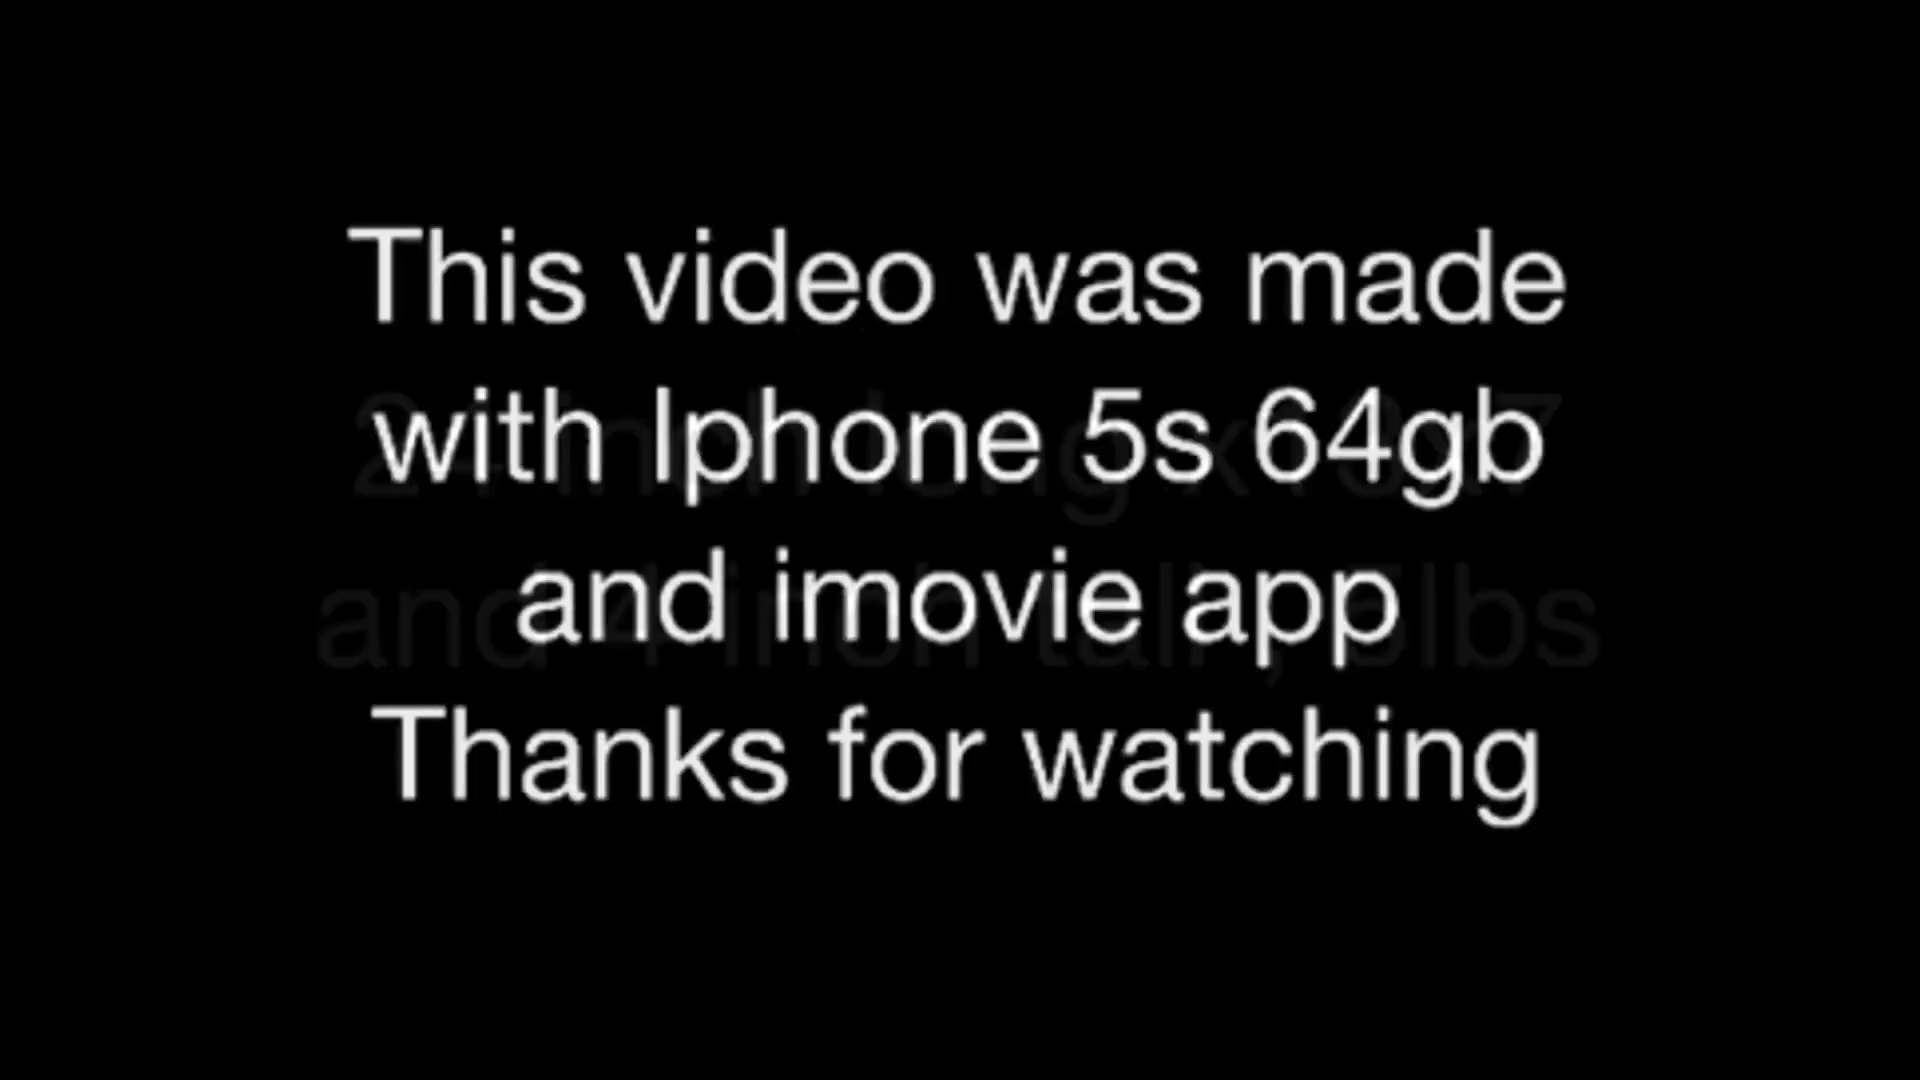 This video was made
with Iphone 5s 64gb
and imovie app
Thanks for watching